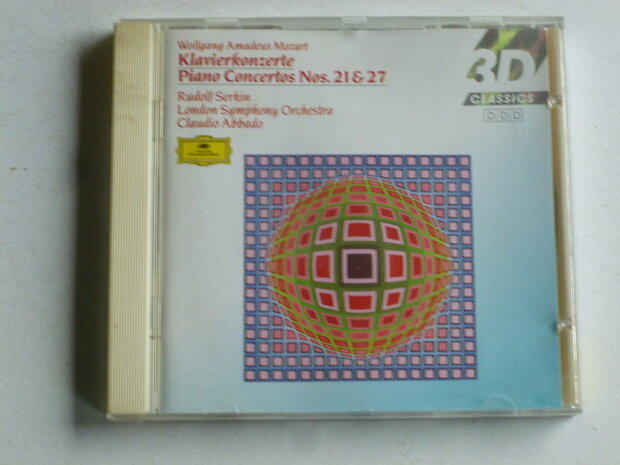 Wolfgang Amadeus Mozart
Klavierkonzerte
Piano Concertos Nos. 21 & 27
Rudolf Serkin
London Symphony Orchestra
Claudio Abbado
3D
CLASSICS
DDD